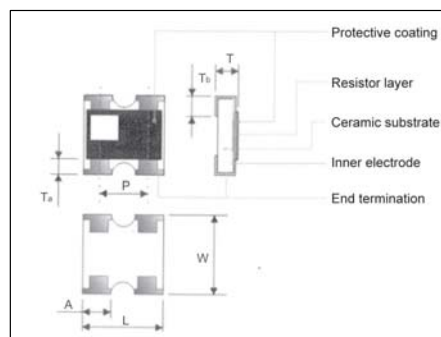 Protective coating
T
Tb
Resistor layer
Ceramic substrate
Inner electrode
P
Ta
End termination
W
A
L